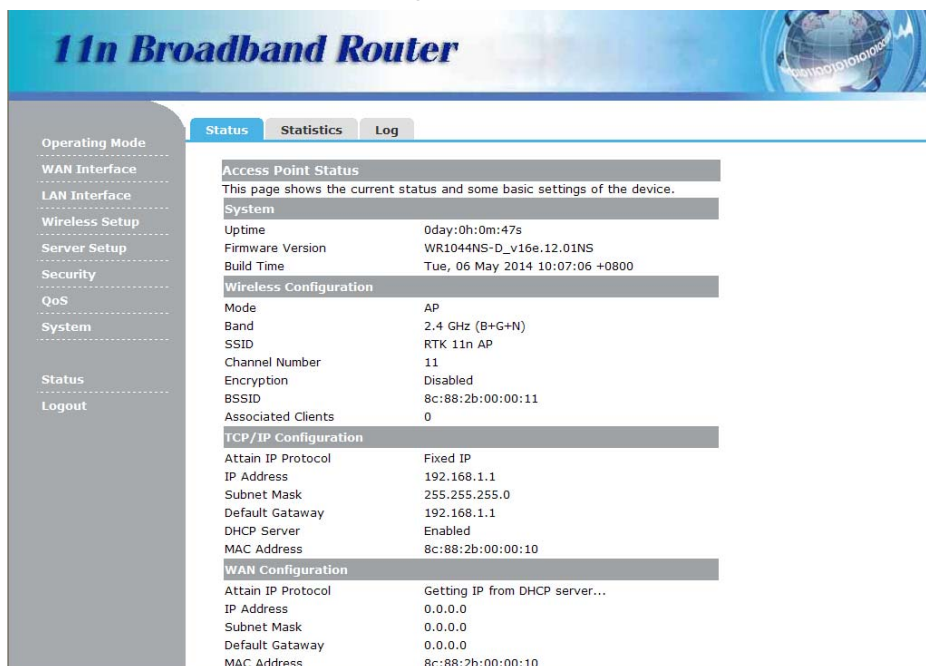 11n Broadband Router
Operating Mode
WAN Interface
LAN Interface
Wireless Setup
Server Setup
Security
QoS
System
Status
Logout
Status Statistics Log
Access Point Status
This page shows the current status and some basic settings of the device.
System
Uptime 0day:0h:0m:47s
Firmware Version WR1044NS-D_v16e.12.01NS
Build Time Tue, 06 May 2014 10:07:06 +0800
Wireless Configuration
Mode AP
Band 2.4 GHz (B+G+N)
SSID RTK 11n AP
Channel Number 11
Encryption Disabled
BSSID 8c:88:2b:00:00:11
Associated Clients 0
TCP/IP Configuration
Attain IP Protocol Fixed IP
IP Address 192.168.1.1
Subnet Mask 255.255.255.0
Default Gataway 192.168.1.1
DHCP Server Enabled
MAC Address 8c:88:2b:00:00:10
WAN Configuration
Attain IP Protocol Getting IP from DHCP server...
IP Address 0.0.0.0
Subnet Mask 0.0.0.0
Default Gataway 0.0.0.0
MAC Address 8c:88:2b:00:00:10